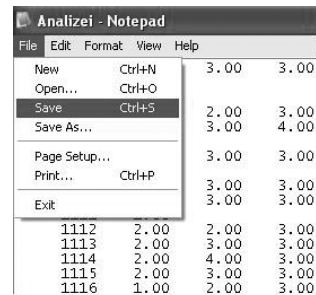 Analizei - Notepad
File Edit Format View Help
New Ctrl+N 3.00 3.00
Open... Ctrl+O
Save Ctrl+S 2.00 3.00
Save As... 3.00 4.00
Page Setup... 3.00 3.00
Print... Ctrl+P 3.00 3.00
Exit 3.00 3.00
1112 2.00 2.00 3.00
1113 2.00 3.00 3.00
1114 2.00 4.00 3.00
1115 2.00 3.00 3.00
1116 1.00 2.00 3.00